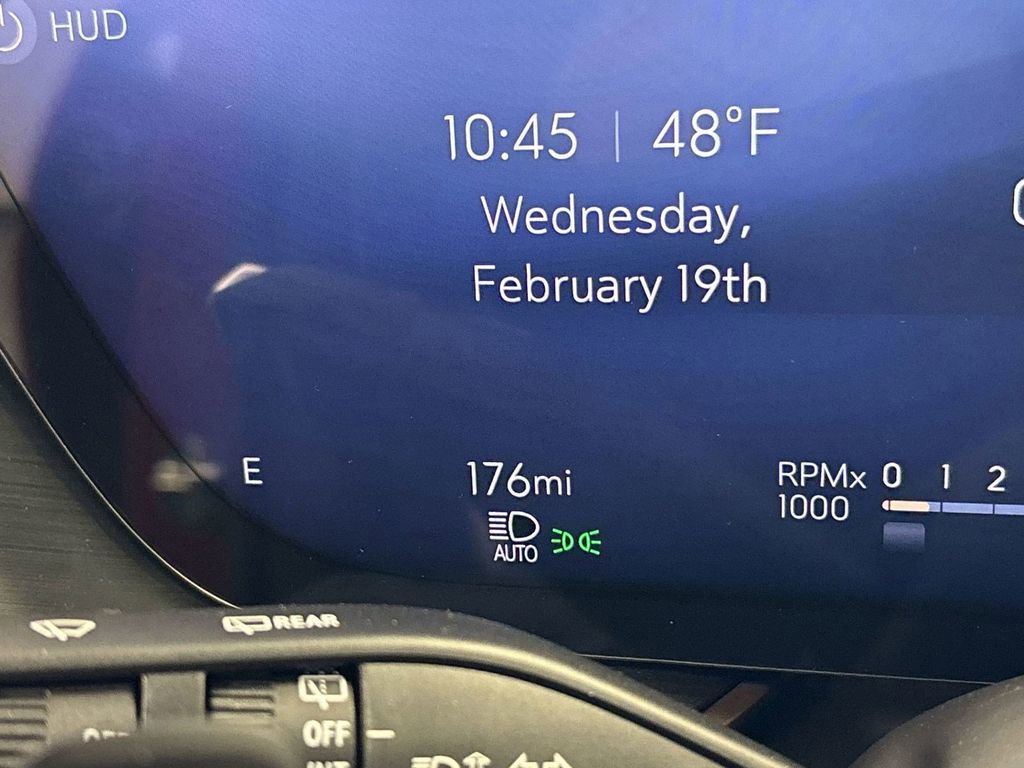 HUD
10:45 | 48°F
Wednesday,
February 19th
E
176mi
RPMx 0 1 2
1000
AUTO
REAR
OFF